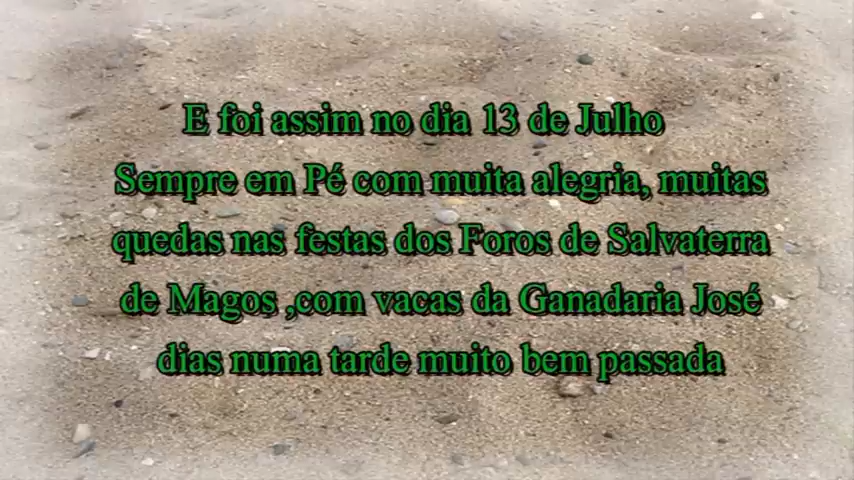 E foi assim no dia 13 de Julho
Sempre em Pé com muita alegria, muitas
quedas nas festas dos Foros de Salvaterra
de Magos ,com vacas da Ganadaria José
dias numa tarde muito bem passada